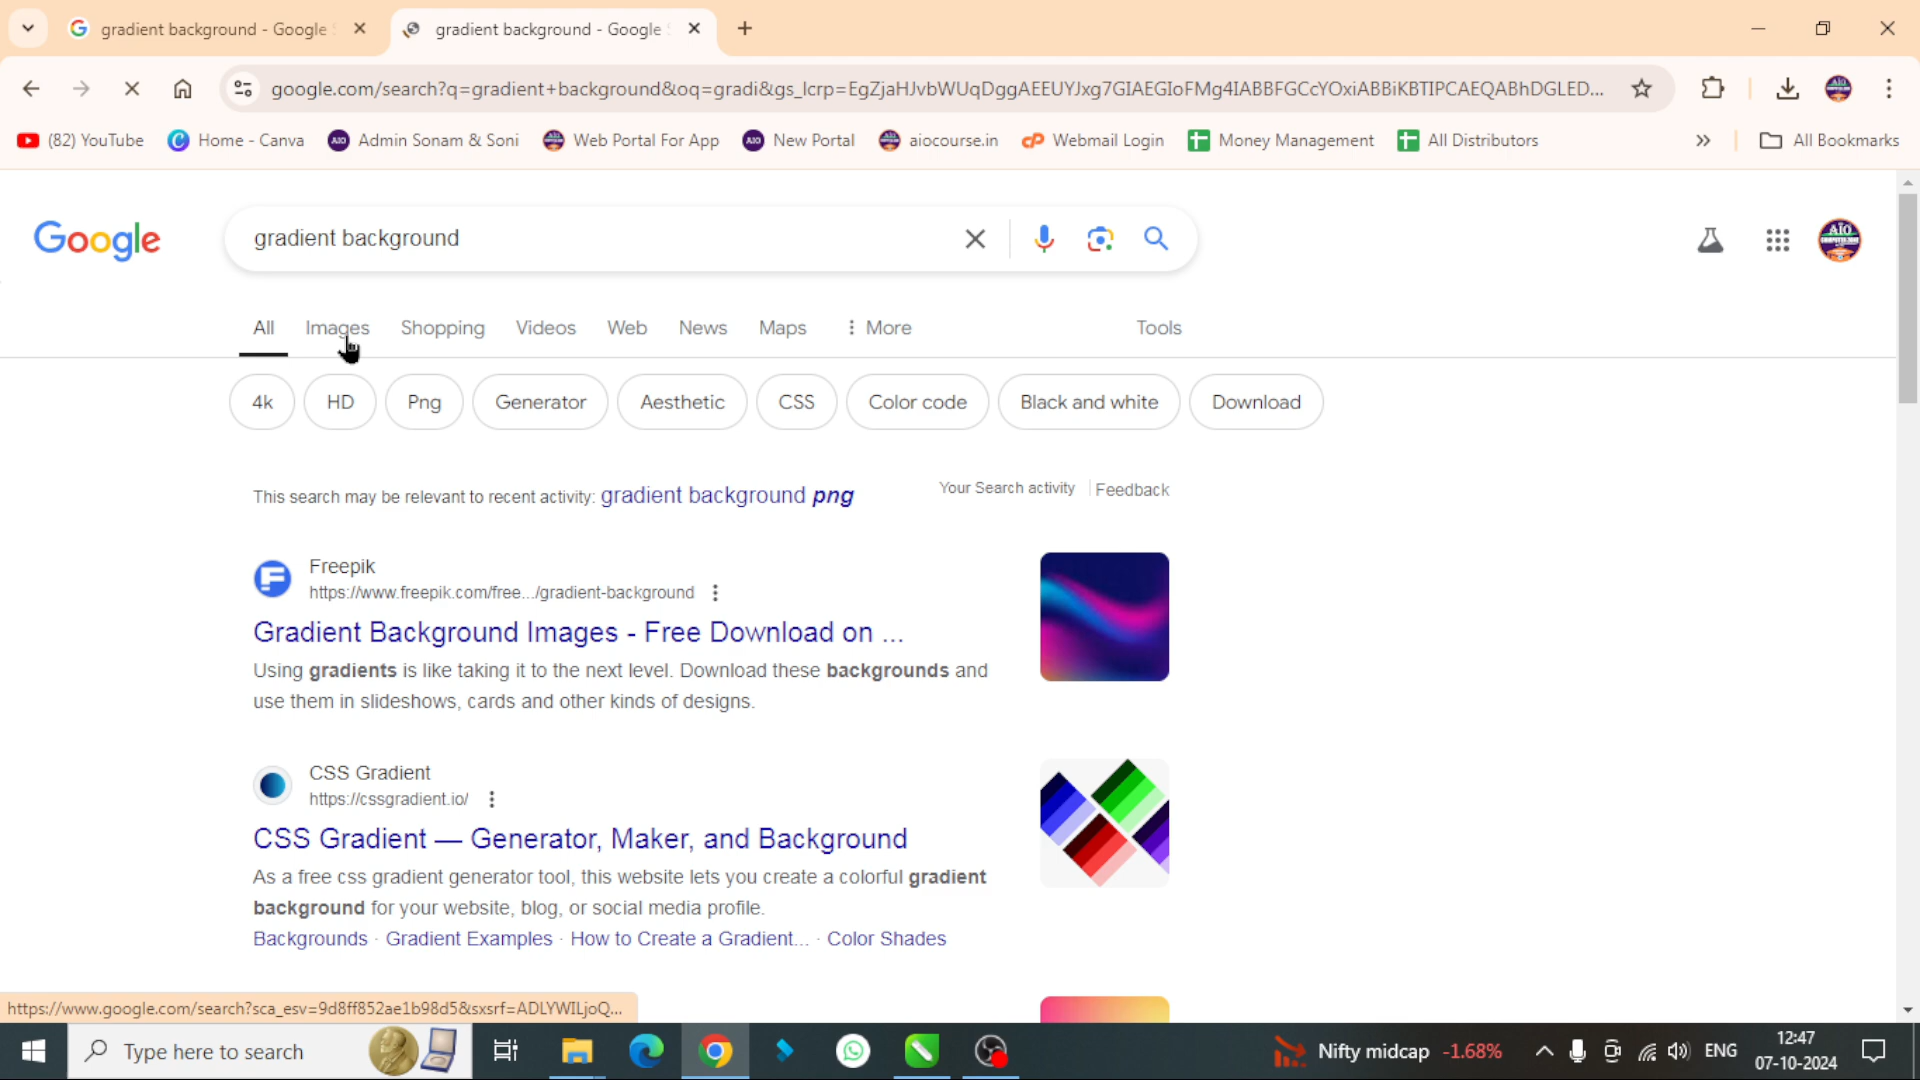 gradient background - Google
gradient background - Google
google.com/search?q=gradient+background&oq=gradi&gs_lcrp=EgZjaHJvbWUqDggAEEUYJxg7GIAEGIoFMg4IABBFGCcYOxiABBiKBTIPCAEQABhDGLED...
(82) YouTube Home - Canva Admin Sonam & Soni Web Portal For App New Portal aiocourse.in Webmail Login Money Management All Distributors All Bookmarks
Google
gradient background
All Images Shopping Videos Web News Maps More Tools
4k HD Png Generator Aesthetic CSS Color code Black and white Download
This search may be relevant to recent activity: gradient background png Your Search activity Feedback
Freepik
https://www.freepik.com/free.../gradient-background
Gradient Background Images - Free Download on ...
Using gradients is like taking it to the next level. Download these backgrounds and
use them in slideshows, cards and other kinds of designs.
CSS Gradient
https://cssgradient.io/
CSS Gradient — Generator, Maker, and Background
As a free css gradient generator tool, this website lets you create a colorful gradient
background for your website, blog, or social media profile.
Backgrounds · Gradient Examples · How to Create a Gradient... · Color Shades
https://www.google.com/search?sca_esv=9d8ff852ae1b98d5&sxsrf=ADLYWILjoQ...
Type here to search
Nifty midcap -1.68%
ENG
12:47
07-10-2024